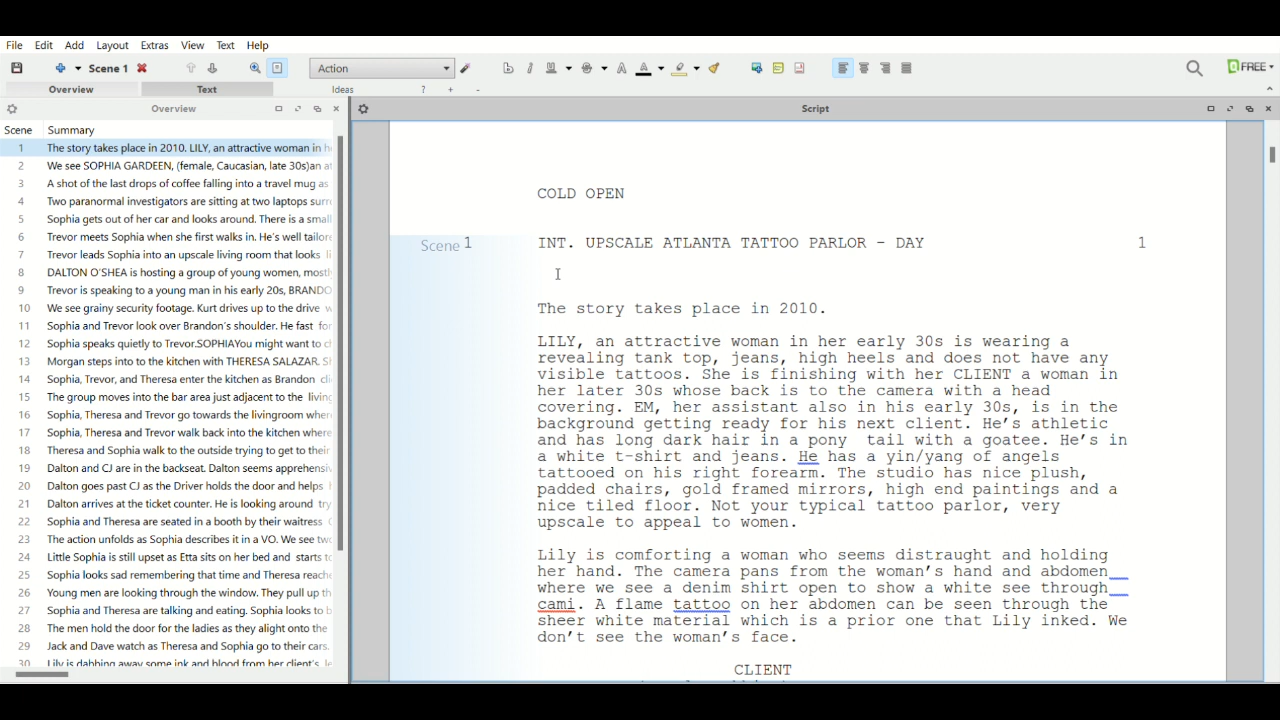 File Edit Add Layout Extras View Text Help
Scene 1 Action FREE
Overview Text Ideas ? + -
Overview
Script
Scene Summary
1 The story takes place in 2010. LILY, an attractive woman in
2 We see SOPHIA GARDEEN, (female, Caucasian, late 30s)an
3 A shot of the last drops of coffee falling into a travel mug as
4 Two paranormal investigators are sitting at two laptops
5 Sophia gets out of her car and looks around. There is a
6 Trevor meets Sophia when she first walks in. He's well
7 Trevor leads Sophia into an upscale living room that looks
8 DALTON O'SHEA is hosting a group of young women,
9 Trevor is speaking to a young man in his early 20s,
10 We see grainy security footage. Kurt drives up to the drive
11 Sophia and Trevor look over Brandon's shoulder. He fast
12 Sophia speaks quietly to Trevor.SOPHIAYou might want to
13 Morgan steps into to the kitchen with THERESA SALAZAR.
14 Sophia, Trevor, and Theresa enter the kitchen as Brandon
15 The group moves into the bar area just adjacent to the
16 Sophia, Theresa and Trevor go towards the livingroom
17 Sophia, Theresa and Trevor walk back into the kitchen
18 Theresa and Sophia walk to the outside trying to get to
19 Dalton and CJ are in the backseat. Dalton seems
20 Dalton goes past CJ as the Driver holds the door and helps
21 Dalton arrives at the ticket counter. He is looking around
22 Sophia and Theresa are seated in a booth by their waitress
23 The action unfolds as Sophia describes it in a VO. We see
24 Little Sophia is still upset as Etta sits on her bed and starts
25 Sophia looks sad remembering that time and Theresa
26 Young men are looking through the window. They pull up
27 Sophia and Theresa are talking and eating. Sophia looks to
28 The men hold the door for the ladies as they alight onto the
29 Jack and Dave watch as Theresa and Sophia go to their cars.
30 Lily is dabbing away some ink and blood from her client's
COLD OPEN
Scene 1 INT. UPSCALE ATLANTA TATTOO PARLOR - DAY 1
The story takes place in 2010.
LILY, an attractive woman in her early 30s is wearing a
revealing tank top, jeans, high heels and does not have any
visible tattoos. She is finishing with her CLIENT a woman in
her later 30s whose back is to the camera with a head
covering. EM, her assistant also in his early 30s, is in the
background getting ready for his next client. He's athletic
and has long dark hair in a pony tail with a goatee. He's in
a white t-shirt and jeans. He has a yin/yang of angels
tattooed on his right forearm. The studio has nice plush,
padded chairs, gold framed mirrors, high end paintings and a
nice tiled floor. Not your typical tattoo parlor, very
upscale to appeal to women.
Lily is comforting a woman who seems distraught and holding
her hand. The camera pans from the woman's hand and abdomen
where we see a denim shirt open to show a white see through
cami. A flame tattoo on her abdomen can be seen through the
sheer white material which is a prior one that Lily inked. We
don't see the woman's face.
CLIENT